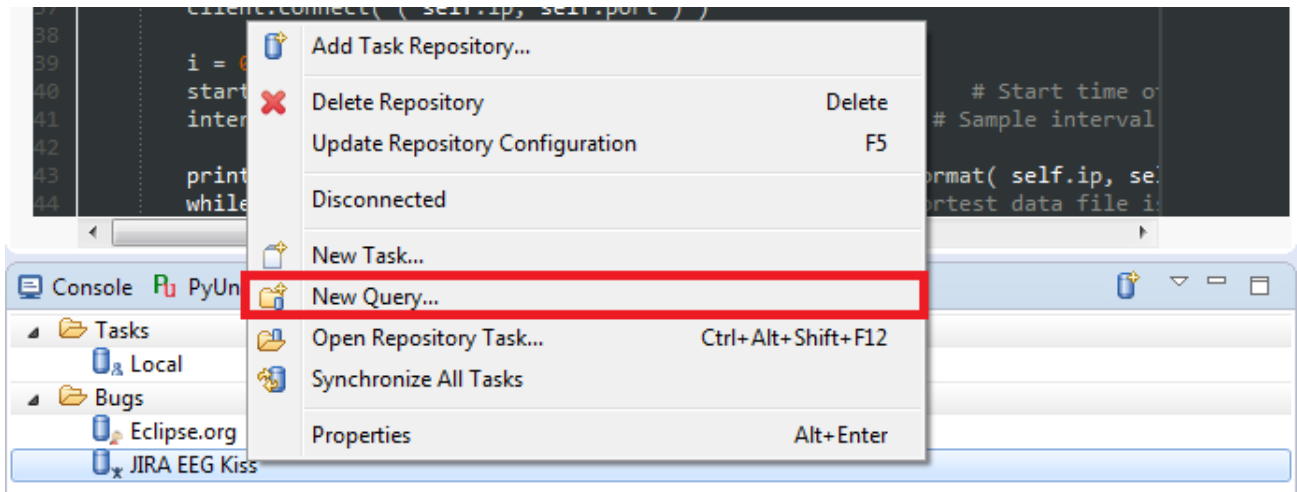 37 client.connect( ( self.ip, self.port ) )
38
39 i = 0
40 start # Start time o
41 inter # Sample interval
42
43 print ormat( self.ip, se
44 while ortest data file i
Add Task Repository...
Delete Repository Delete
Update Repository Configuration F5
Disconnected
New Task...
New Query...
Open Repository Task... Ctrl+Alt+Shift+F12
Synchronize All Tasks
Properties Alt+Enter
Console Pu PyUn
Tasks
Local
Bugs
Eclipse.org
JIRA EEG Kiss